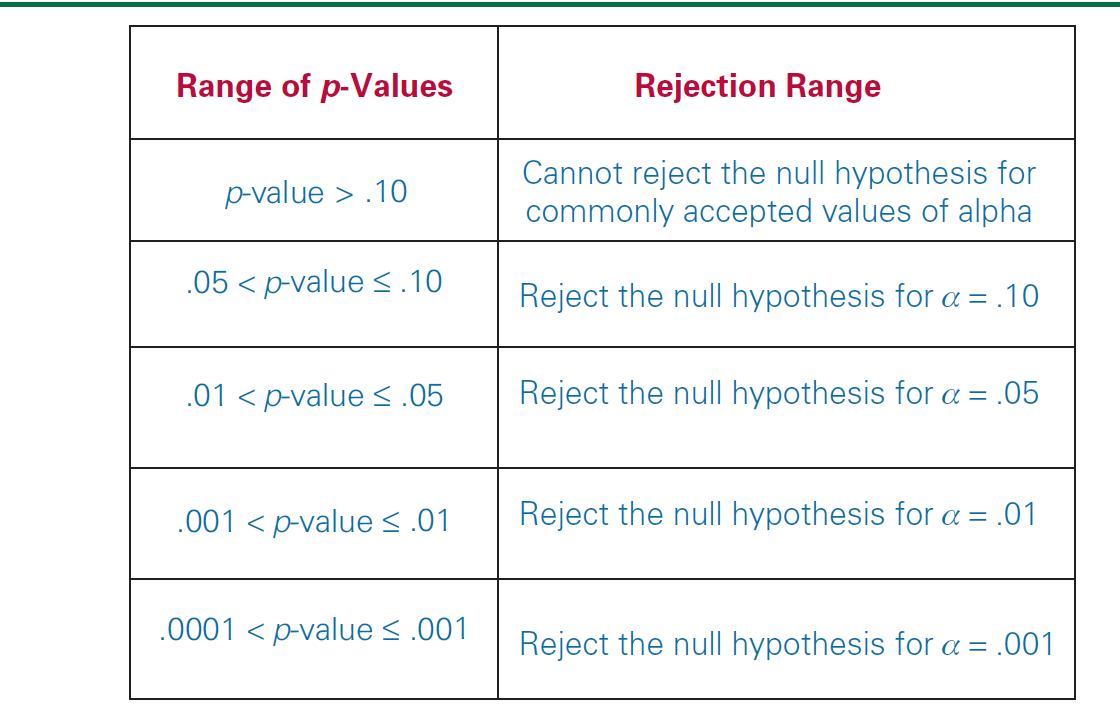 Range of p-Values
Rejection Range
p-value > .10
Cannot reject the null hypothesis for
commonly accepted values of alpha
.05 < p-value ≤ .10
Reject the null hypothesis for α = .10
.01 < p-value ≤ .05
Reject the null hypothesis for α = .05
.001 < p-value ≤ .01
Reject the null hypothesis for α = .01
.0001 < p-value ≤ .001
Reject the null hypothesis for α = .001